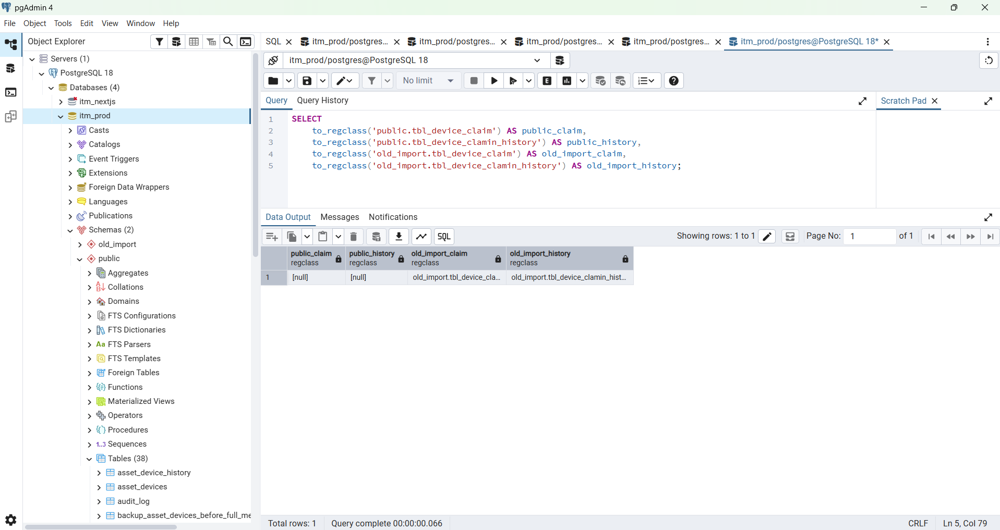 pgAdmin 4
File Object Tools Edit View Window Help
Object Explorer
SQL itm_prod/postgres... itm_prod/postgres... itm_prod/postgres... itm_prod/postgres... itm_prod/postgres@PostgreSQL 18*
Servers (1)
PostgreSQL 18
Databases (4)
itm_nextjs
itm_prod
Casts
Catalogs
Event Triggers
Extensions
Foreign Data Wrappers
Languages
Publications
Schemas (2)
old_import
public
Aggregates
Collations
Domains
FTS Configurations
FTS Dictionaries
Aa FTS Parsers
FTS Templates
Foreign Tables
Functions
Materialized Views
Operators
Procedures
1..3 Sequences
Tables (38)
asset_device_history
asset_devices
audit_log
backup_asset_devices_before_full_me
itm_prod/postgres@PostgreSQL 18
No limit
E
Query Query History
Scratch Pad
1 SELECT
2 to_regclass('public.tbl_device_claim') AS public_claim,
3 to_regclass('public.tbl_device_clamin_history') AS public_history,
4 to_regclass('old_import.tbl_device_claim') AS old_import_claim,
5 to_regclass('old_import.tbl_device_clamin_history') AS old_import_history;
Data Output Messages Notifications
SQL
Showing rows: 1 to 1
Page No: 1 of 1
public_claim public_history old_import_claim old_import_history
regclass regclass regclass regclass
1 [null] [null] old_import.tbl_device_cla... old_import.tbl_device_clamin_hist...
Total rows: 1 Query complete 00:00:00.066
CRLF Ln 5, Col 79